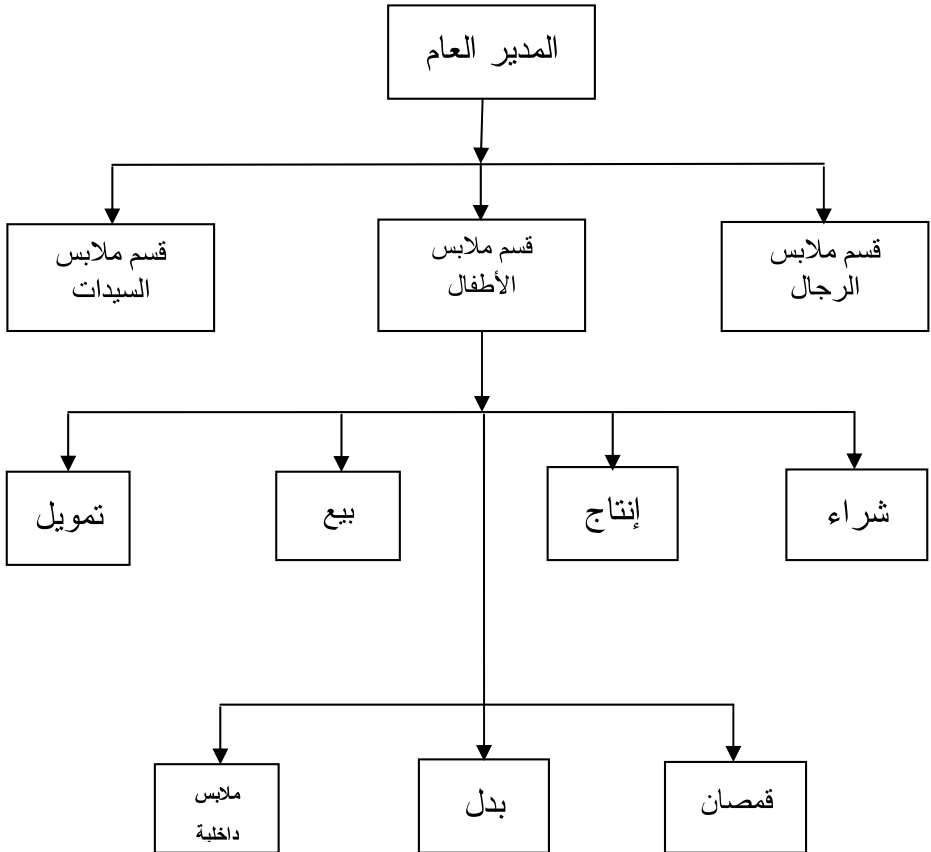 المدير العام
قسم ملابس
الرجال
قسم ملابس
الأطفال
قسم ملابس
السيدات
شراء
إنتاج
بيع
تمويل
قمصان
بدل
ملابس
داخلية